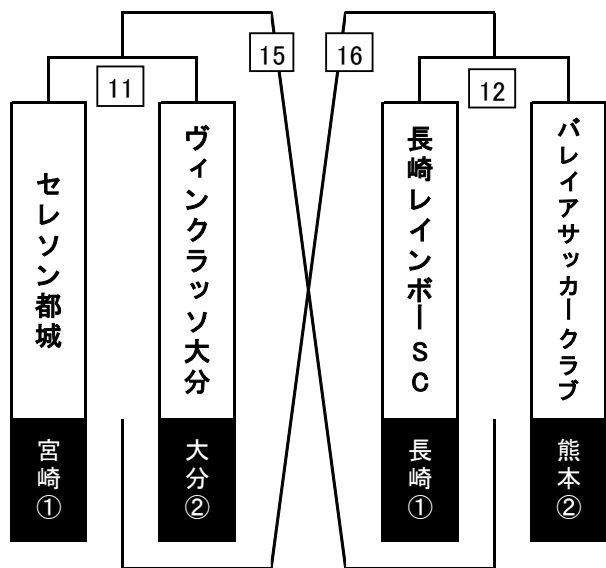 15
16
11
12
セレソン都城
ヴィンクラッソ大分
長崎レインボーSC
バレイアサッカークラブ
宮崎①
大分②
長崎①
熊本②